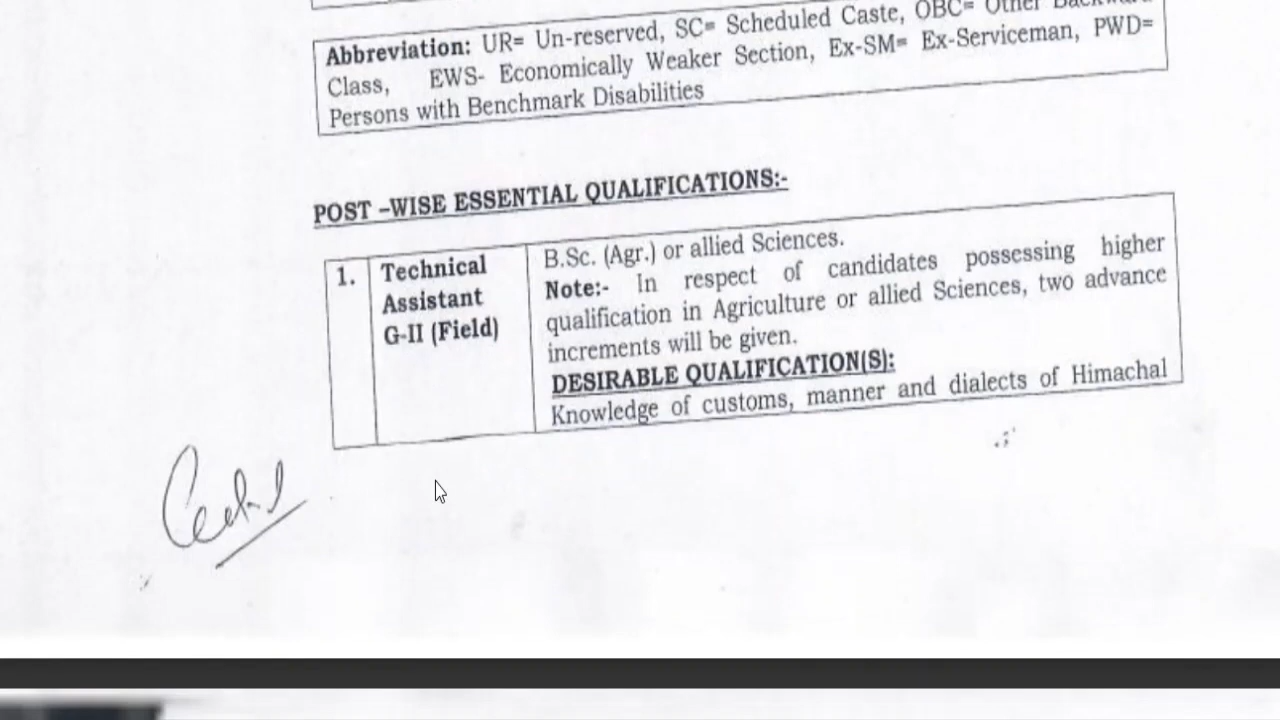 Abbreviation: UR= Un-reserved, SC= Scheduled Caste, OBC= Other Backward
Class, EWS- Economically Weaker Section, Ex-SM= Ex-Serviceman, PWD=
Persons with Benchmark Disabilities
POST –WISE ESSENTIAL QUALIFICATIONS:-
1.
Technical
Assistant
G-II (Field)
B.Sc. (Agr.) or allied Sciences.
Note:- In respect of candidates possessing higher
qualification in Agriculture or allied Sciences, two advance
increments will be given.
DESIRABLE QUALIFICATION(S):
Knowledge of customs, manner and dialects of Himachal